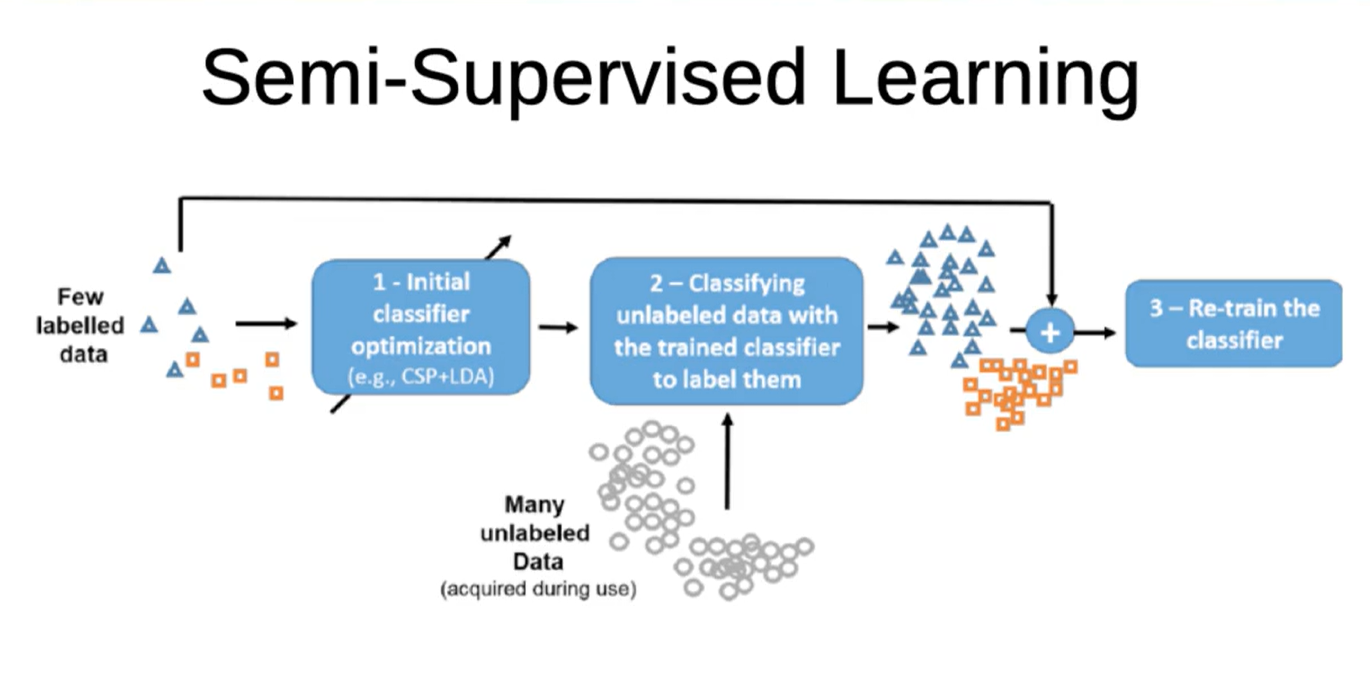 Semi-Supervised Learning
Few
labelled
data
1 - Initial
classifier
optimization
(e.g., CSP+LDA)
2 – Classifying
unlabeled data with
the trained classifier
to label them
+
3 – Re-train the
classifier
Many
unlabeled
Data
(acquired during use)